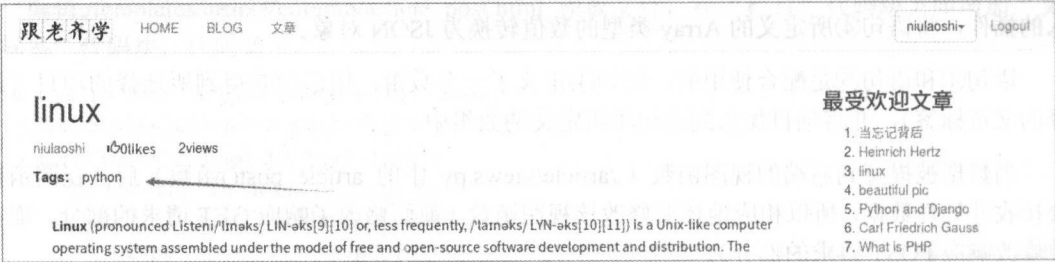 跟老齐学 HOME BLOG 文章 niulaoshi Logout
linux
niulaoshi 0likes 2views
Tags: python
Linux (pronounced Listeni/ˈlɪnəks/ LIN-əks[9][10] or, less frequently, /ˈlaɪnəks/ LYN-əks[10][11]) is a Unix-like computer
operating system assembled under the model of free and open-source software development and distribution. The
最受欢迎文章
1. 当忘记背后
2. Heinrich Hertz
3. linux
4. beautiful pic
5. Python and Django
6. Carl Friedrich Gauss
7. What is PHP